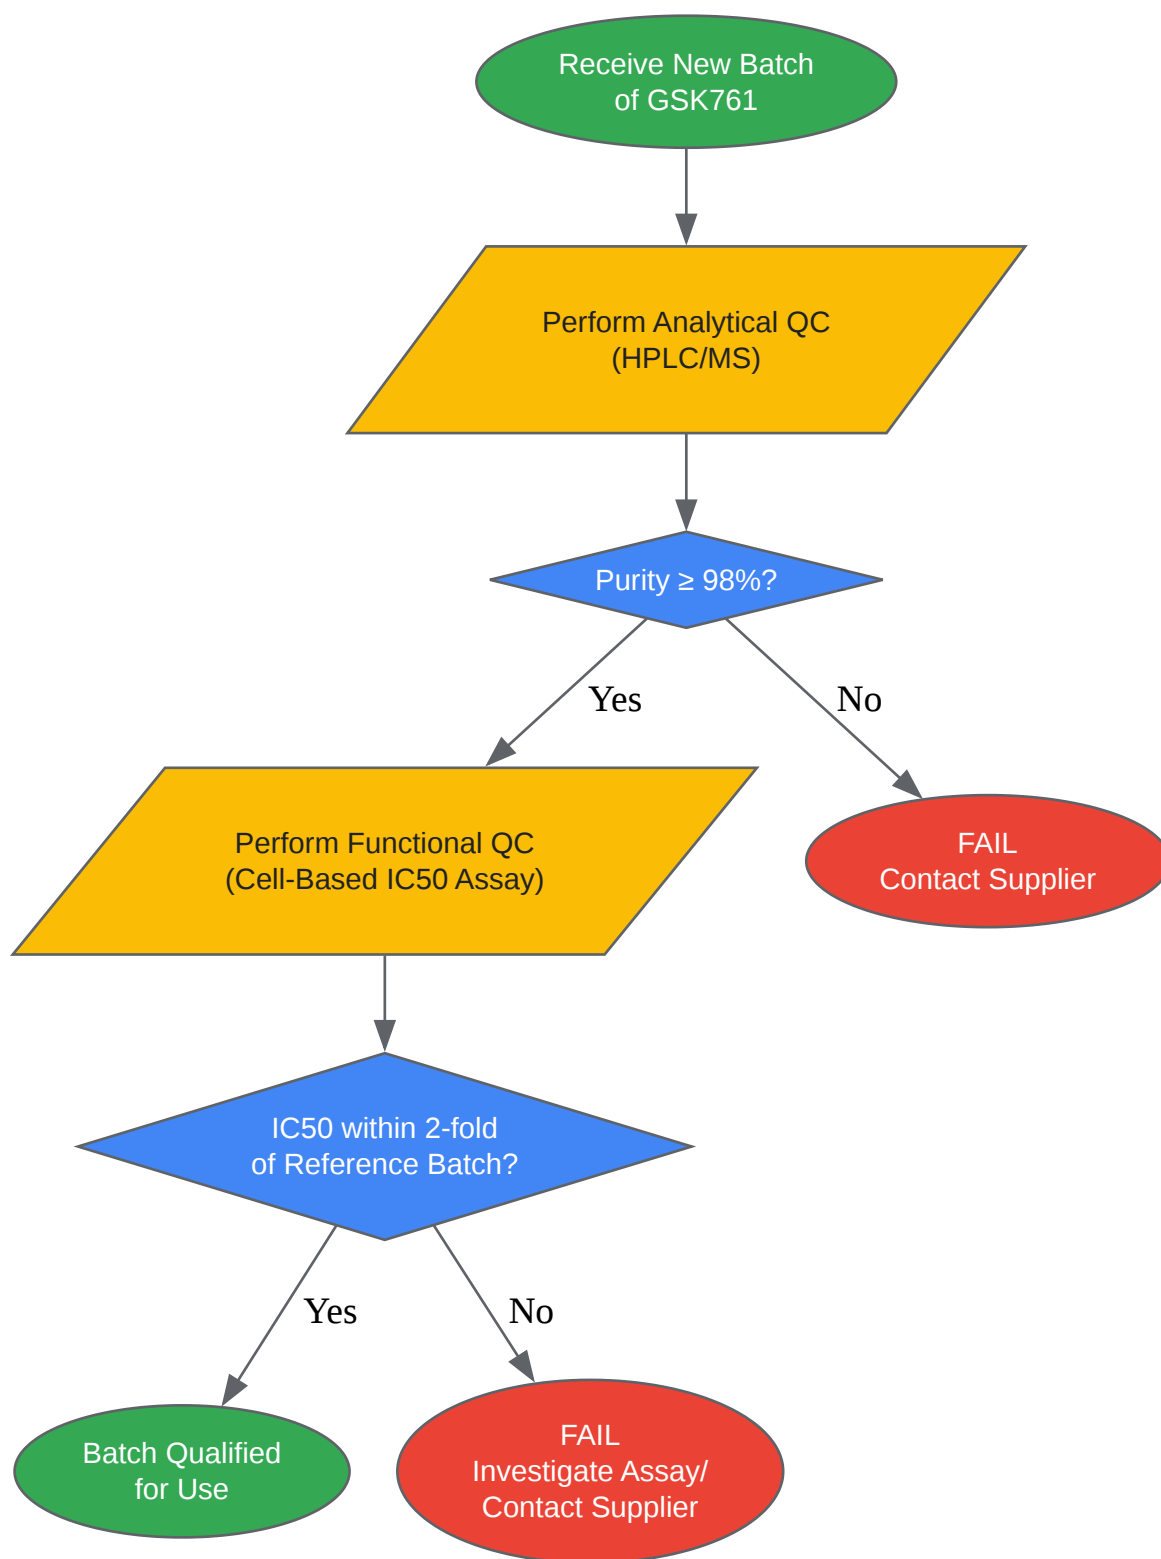 Receive New Batch
of GSK761
Perform Analytical QC
(HPLC/MS)
Purity ≥ 98%?
Yes
No
Perform Functional QC
(Cell-Based IC50 Assay)
FAIL
Contact Supplier
IC50 within 2-fold
of Reference Batch?
Yes
No
Batch Qualified
for Use
FAIL
Investigate Assay/
Contact Supplier